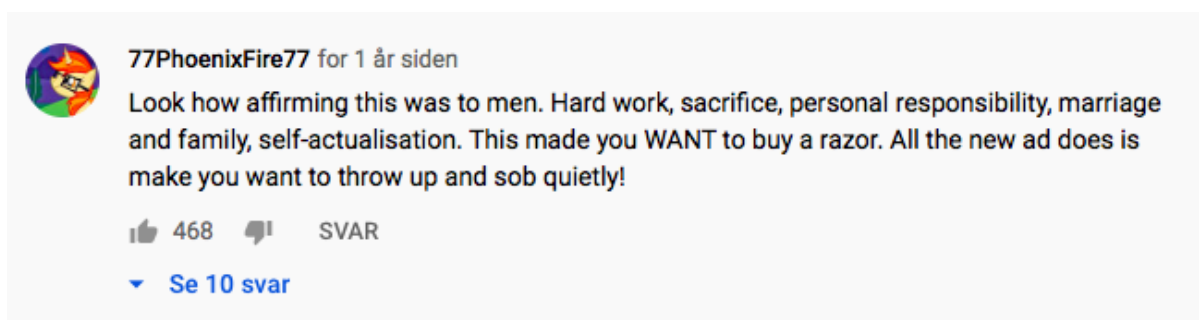 77PhoenixFire77 for 1 år siden
Look how affirming this was to men. Hard work, sacrifice, personal responsibility, marriage
and family, self-actualisation. This made you WANT to buy a razor. All the new ad does is
make you want to throw up and sob quietly!
468 SVAR
Se 10 svar